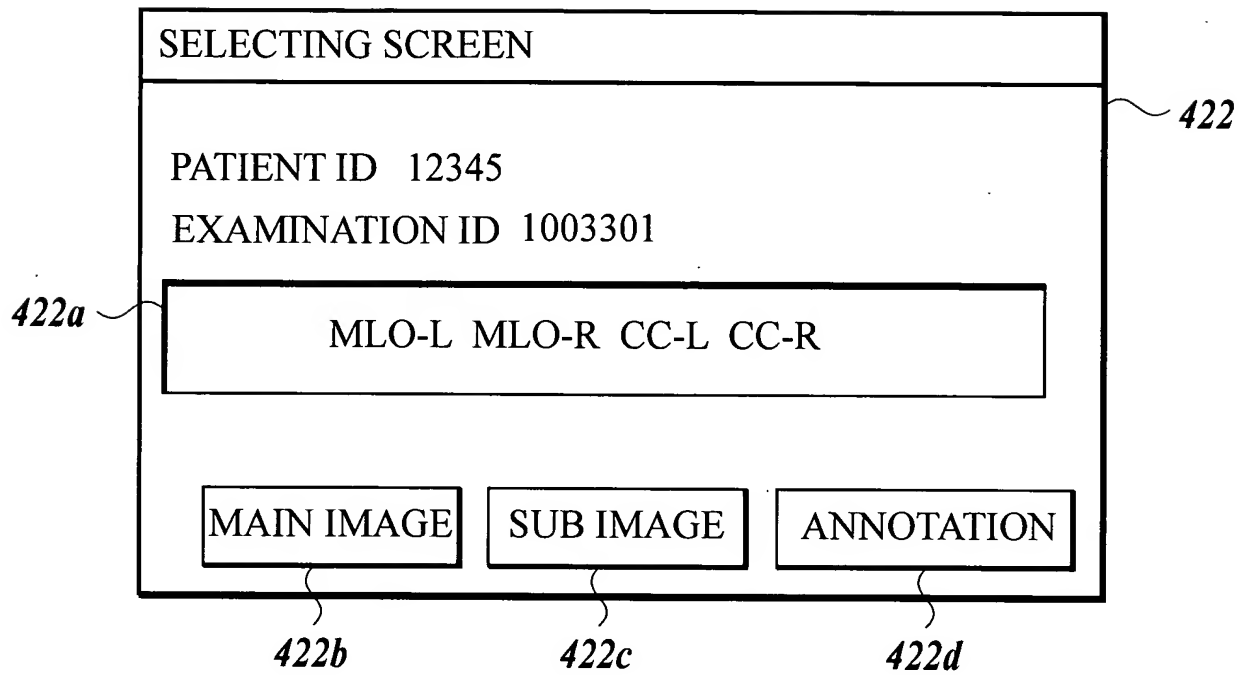 SELECTING SCREEN
422
PATIENT ID 12345
EXAMINATION ID 1003301
422a
MLO-L MLO-R CC-L CC-R
MAIN IMAGE SUB IMAGE ANNOTATION
422b 422c 422d